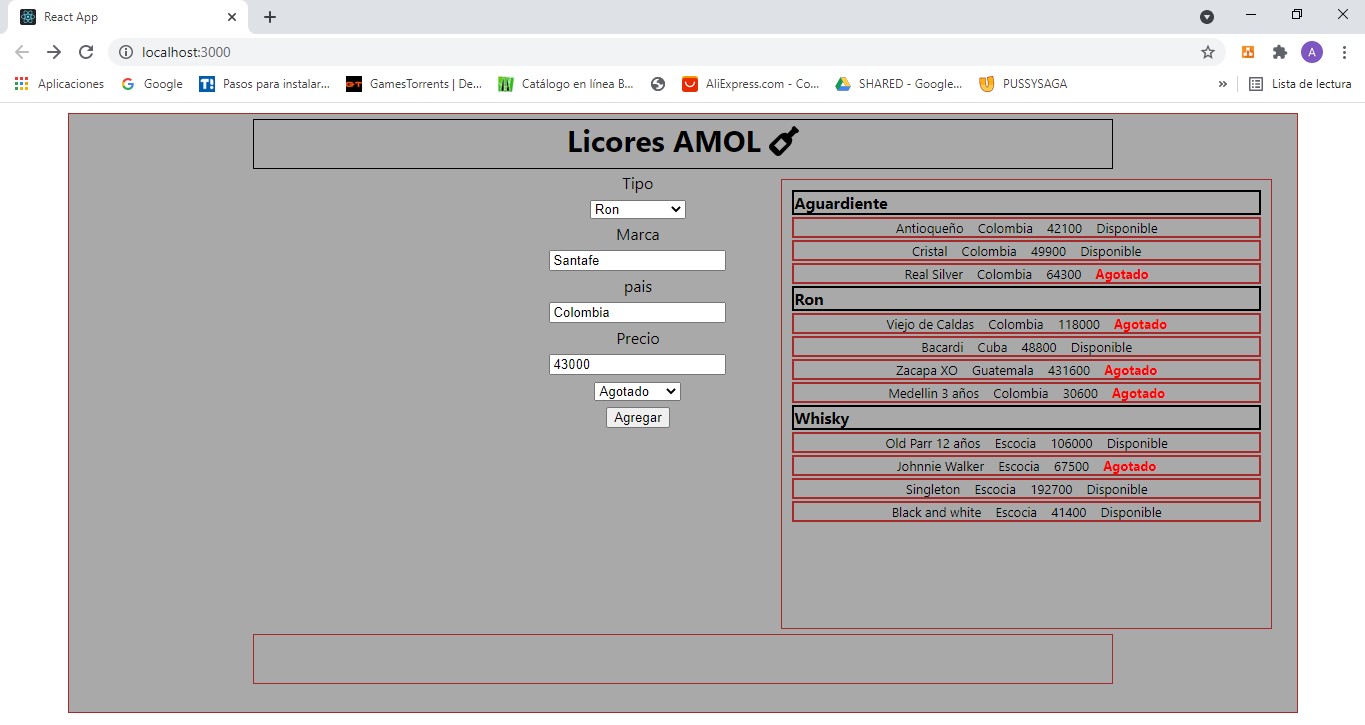 React App
localhost:3000
A
Aplicaciones
Google
Pasos para instalar...
GamesTorrents | De...
Catálogo en línea B...
AliExpress.com - Co...
SHARED - Google...
PUSSYSAGA
»
Lista de lectura
Licores AMOL
Tipo
Ron
Marca
Santafe
pais
Colombia
Precio
43000
Agotado
Agregar
Aguardiente
Antioqueño Colombia 42100 Disponible
Cristal Colombia 49900 Disponible
Real Silver Colombia 64300 Agotado
Ron
Viejo de Caldas Colombia 118000 Agotado
Bacardi Cuba 48800 Disponible
Zacapa XO Guatemala 431600 Agotado
Medellin 3 años Colombia 30600 Agotado
Whisky
Old Parr 12 años Escocia 106000 Disponible
Johnnie Walker Escocia 67500 Agotado
Singleton Escocia 192700 Disponible
Black and white Escocia 41400 Disponible